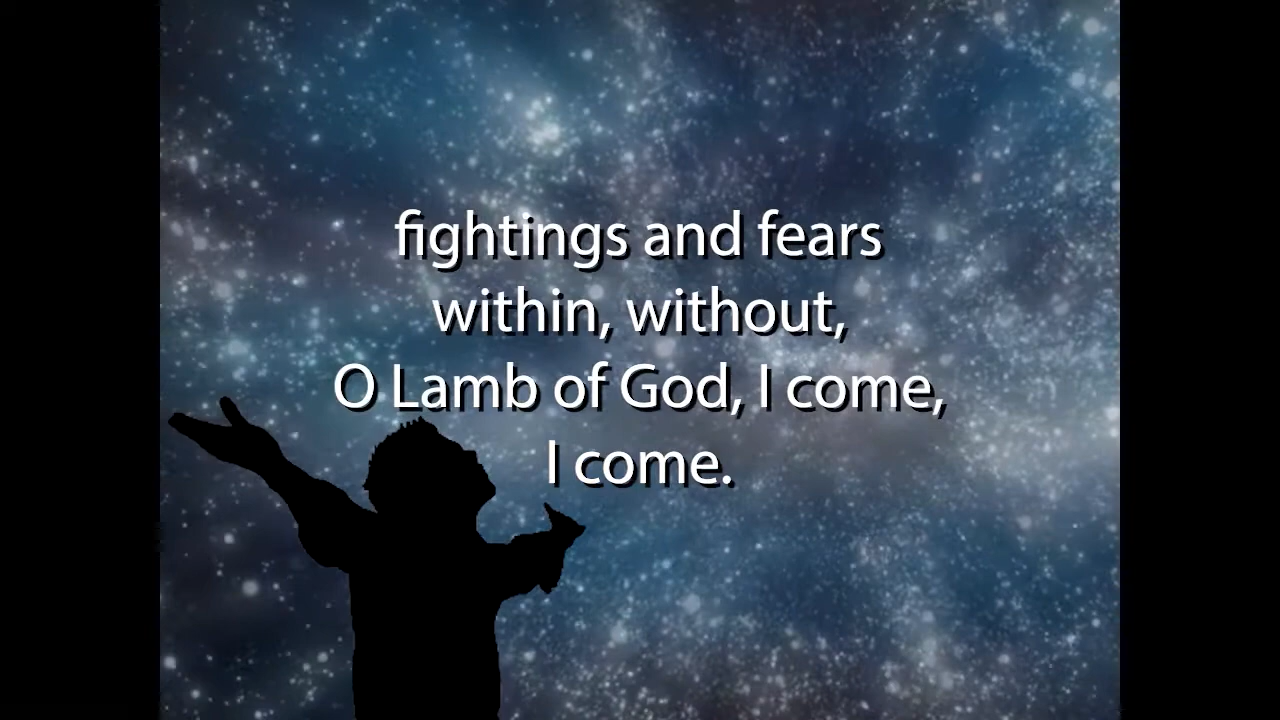 fightings and fears
within, without,
O Lamb of God, I come,
I come.